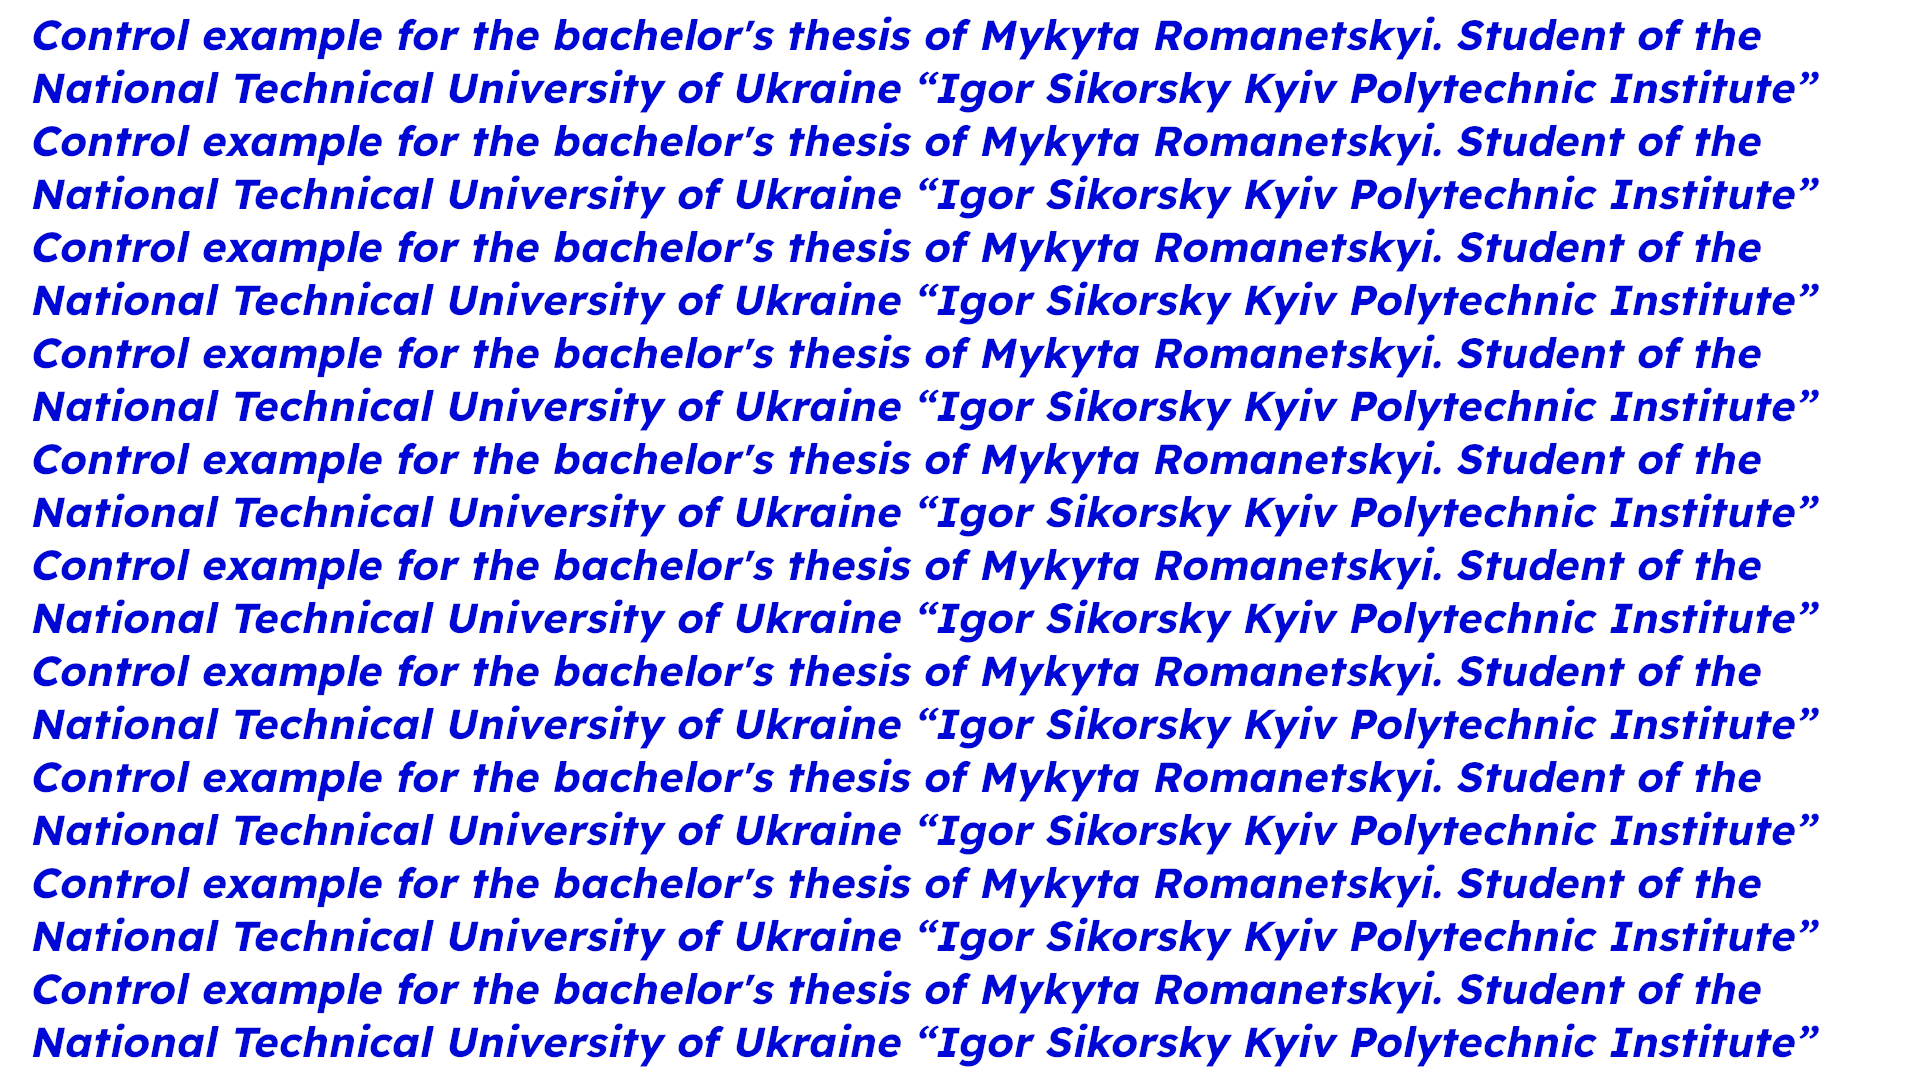 Control example for the bachelor's thesis of Mykyta Romanetskyi. Student of the
National Technical University of Ukraine “Igor Sikorsky Kyiv Polytechnic Institute”
Control example for the bachelor's thesis of Mykyta Romanetskyi. Student of the
National Technical University of Ukraine “Igor Sikorsky Kyiv Polytechnic Institute”
Control example for the bachelor's thesis of Mykyta Romanetskyi. Student of the
National Technical University of Ukraine “Igor Sikorsky Kyiv Polytechnic Institute”
Control example for the bachelor's thesis of Mykyta Romanetskyi. Student of the
National Technical University of Ukraine “Igor Sikorsky Kyiv Polytechnic Institute”
Control example for the bachelor's thesis of Mykyta Romanetskyi. Student of the
National Technical University of Ukraine “Igor Sikorsky Kyiv Polytechnic Institute”
Control example for the bachelor's thesis of Mykyta Romanetskyi. Student of the
National Technical University of Ukraine “Igor Sikorsky Kyiv Polytechnic Institute”
Control example for the bachelor's thesis of Mykyta Romanetskyi. Student of the
National Technical University of Ukraine “Igor Sikorsky Kyiv Polytechnic Institute”
Control example for the bachelor's thesis of Mykyta Romanetskyi. Student of the
National Technical University of Ukraine “Igor Sikorsky Kyiv Polytechnic Institute”
Control example for the bachelor's thesis of Mykyta Romanetskyi. Student of the
National Technical University of Ukraine “Igor Sikorsky Kyiv Polytechnic Institute”
Control example for the bachelor's thesis of Mykyta Romanetskyi. Student of the
National Technical University of Ukraine “Igor Sikorsky Kyiv Polytechnic Institute”